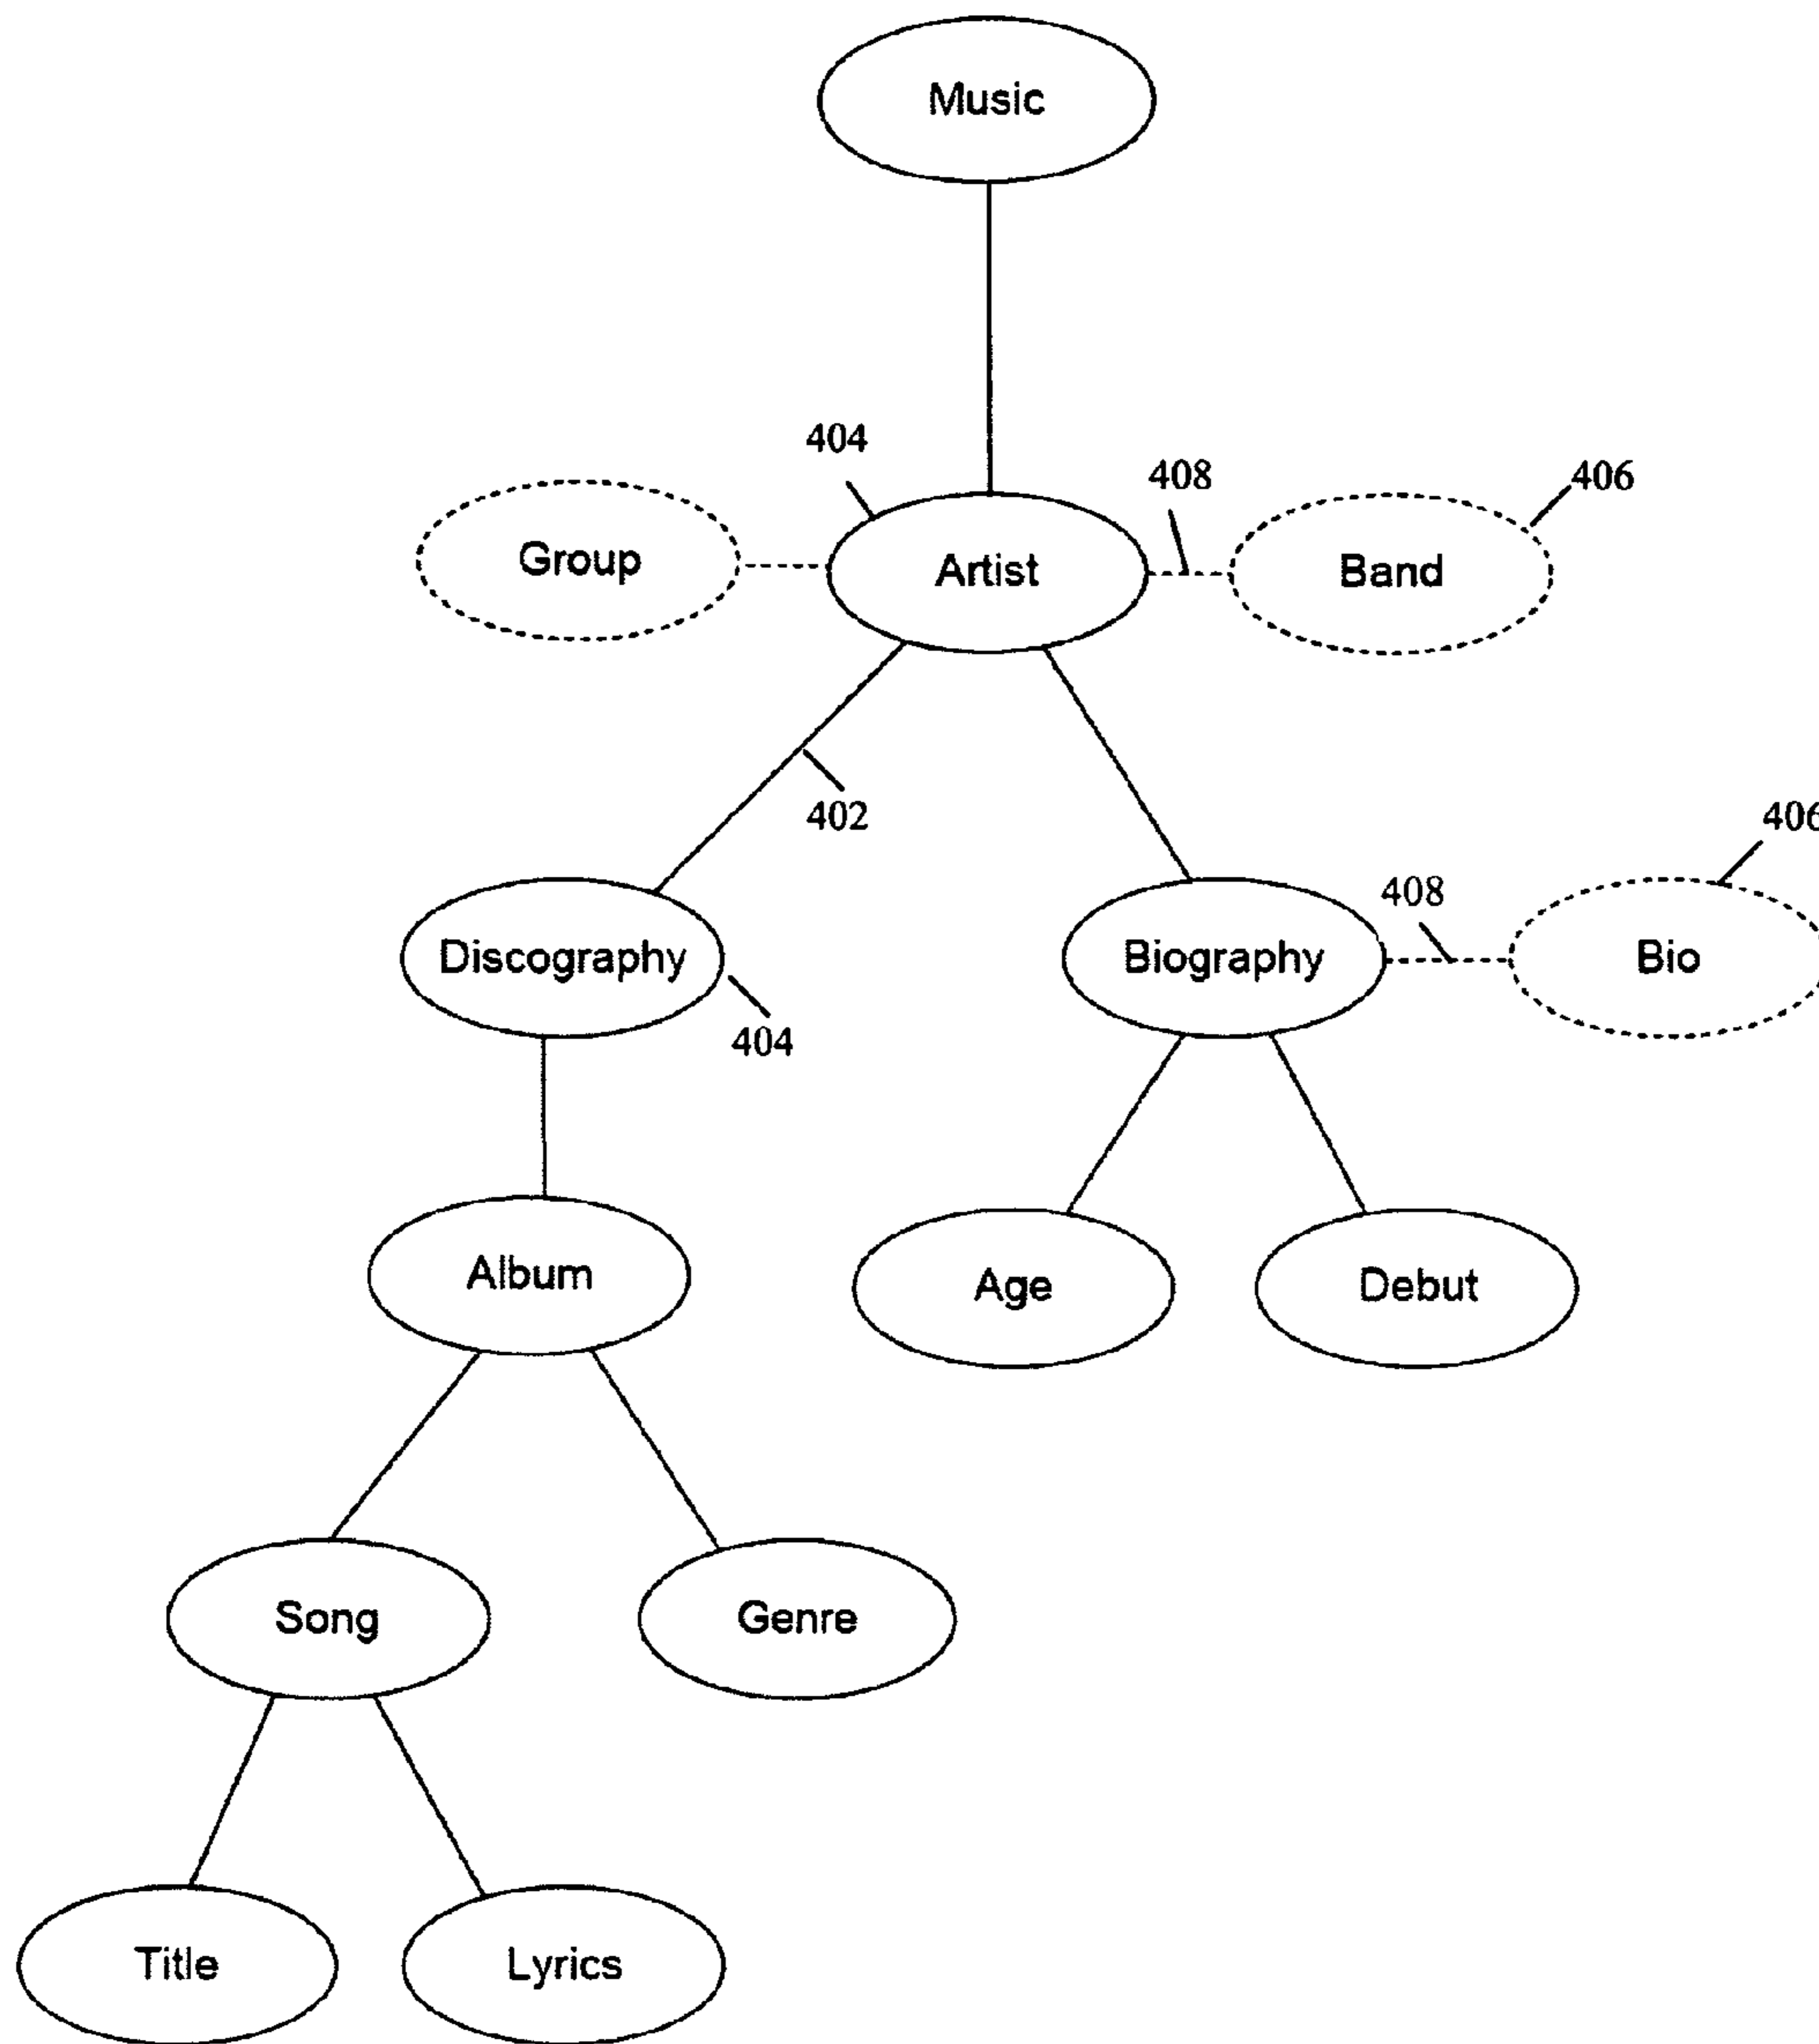 Music
404
408
406
Group
Artist
Band
402
406
408
Discography
Biography
Bio
404
Album
Age
Debut
Song
Genre
Title
Lyrics